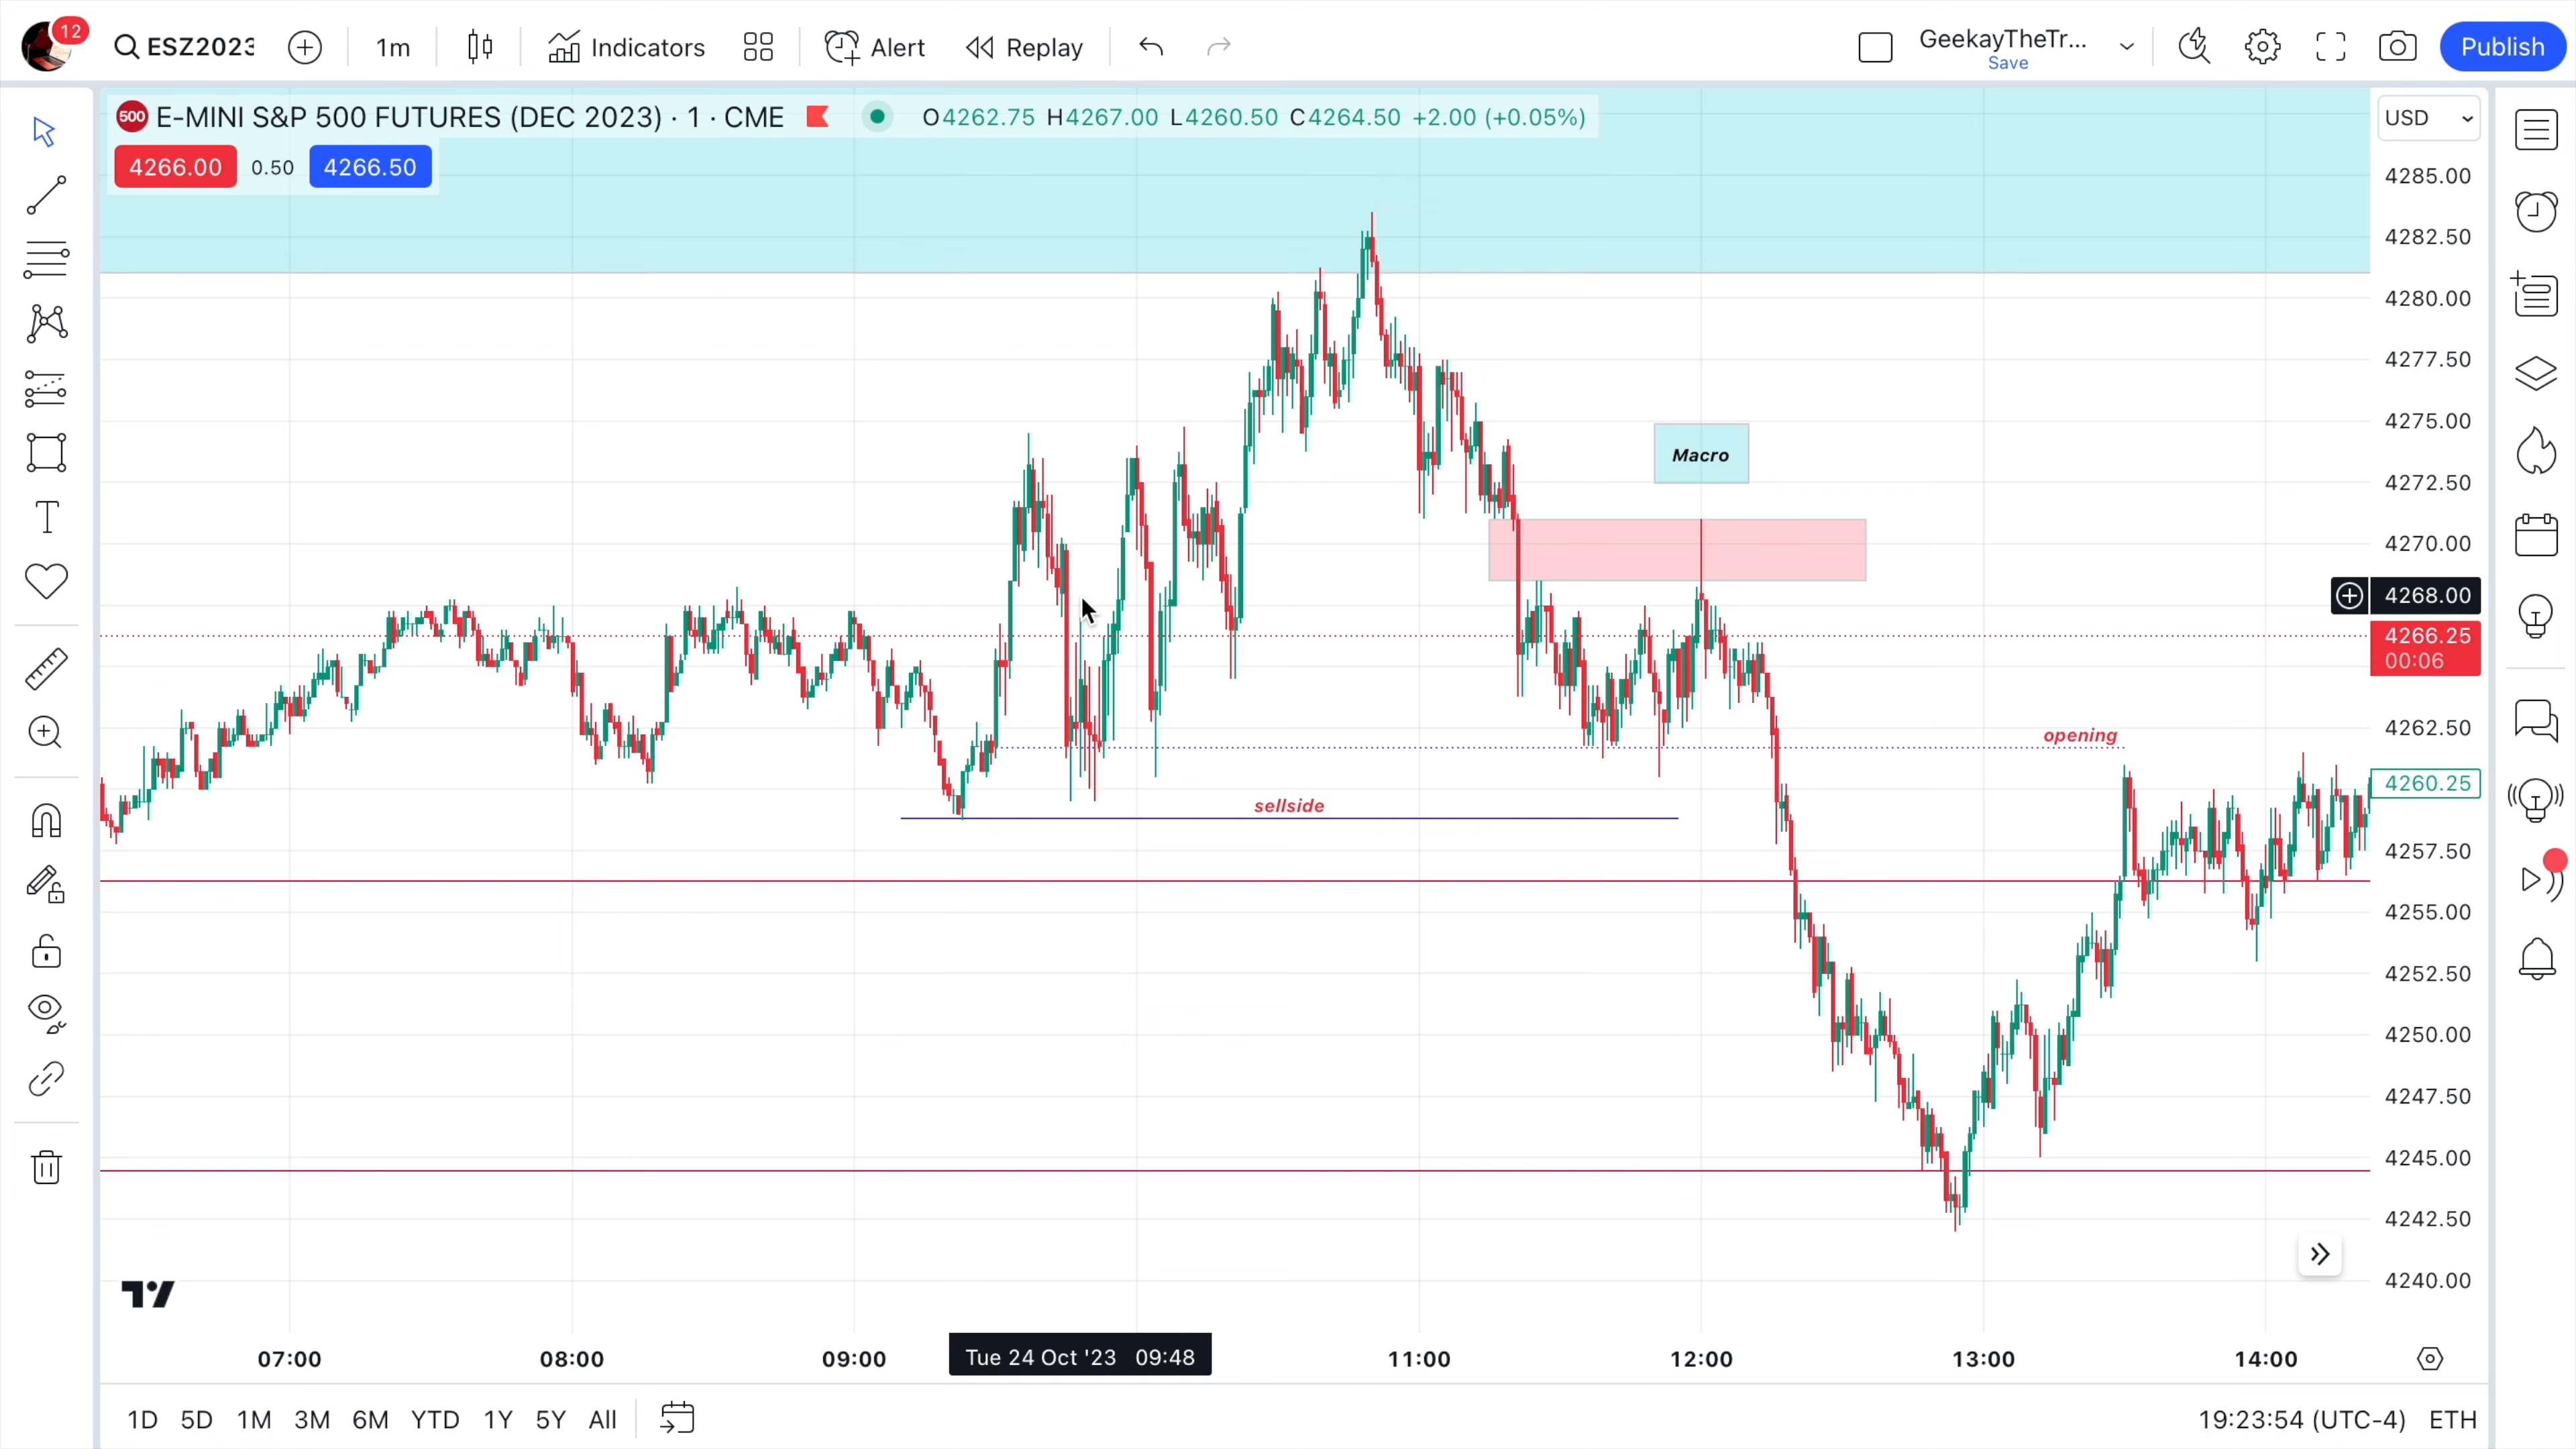 12
ESZ2023
1m
Indicators
Alert
Replay
GeekayTheTr...
Save
Publish
500 E-MINI S&P 500 FUTURES (DEC 2023) · 1 · CME
O4262.75 H4267.00 L4260.50 C4264.50 +2.00 (+0.05%)
USD
4266.00 0.50 4266.50
4285.00
4282.50
4280.00
4277.50
4275.00
Macro
4272.50
4270.00
4268.00
4266.25
00:06
4262.50
opening
4260.25
sellside
4257.50
4255.00
4252.50
4250.00
4247.50
4245.00
4242.50
4240.00
07:00 08:00 09:00 Tue 24 Oct '23 09:48 11:00 12:00 13:00 14:00
1D 5D 1M 3M 6M YTD 1Y 5Y All
19:23:54 (UTC-4) ETH